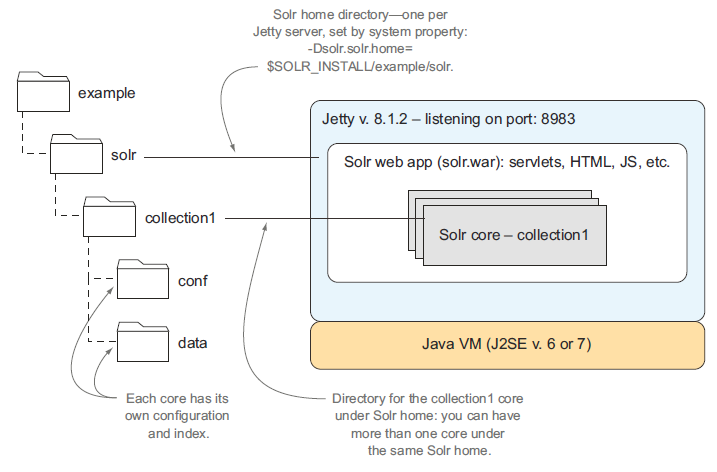 Solr home directory—one per
Jetty server, set by system property:
-Dsolr.solr.home=
$SOLR_INSTALL/example/solr.
example
solr
collection1
conf
data
Jetty v. 8.1.2 – listening on port: 8983
Solr web app (solr.war): servlets, HTML, JS, etc.
Solr core – collection1
Java VM (J2SE v. 6 or 7)
Each core has its
own configuration
and index.
Directory for the collection1 core
under Solr home: you can have
more than one core under
the same Solr home.